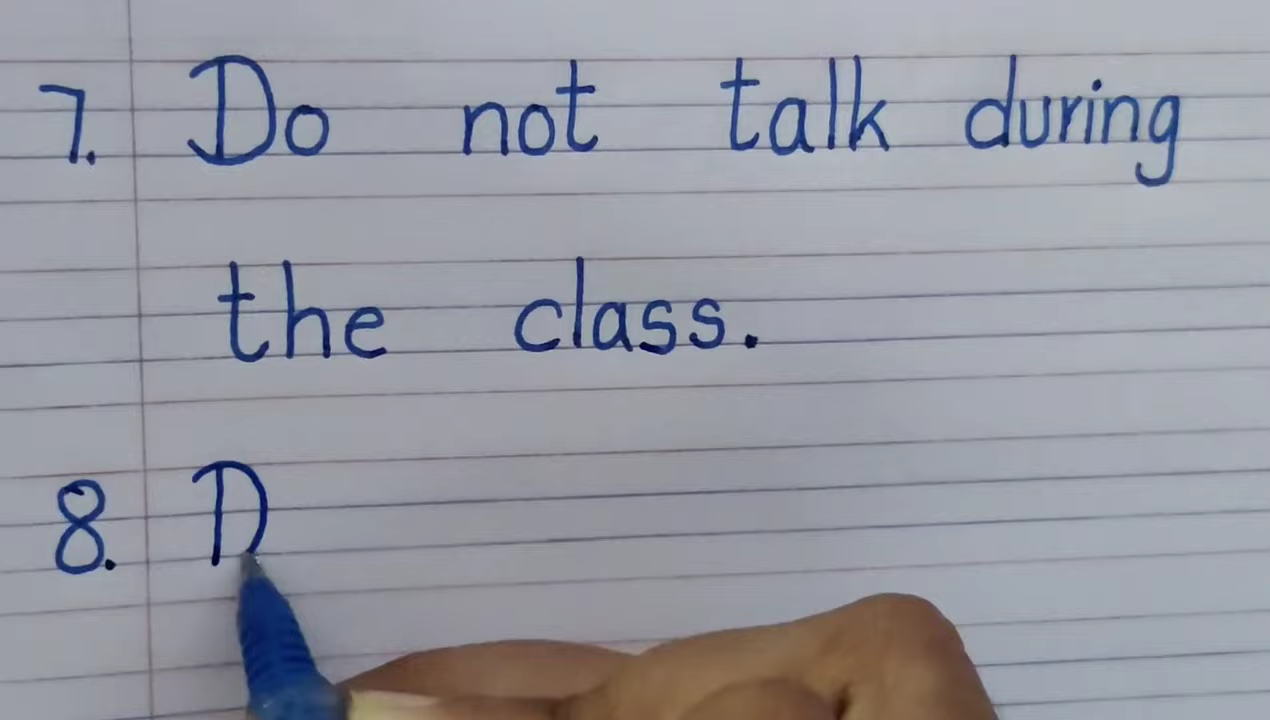 7. Do not talk during
the class.
8. D